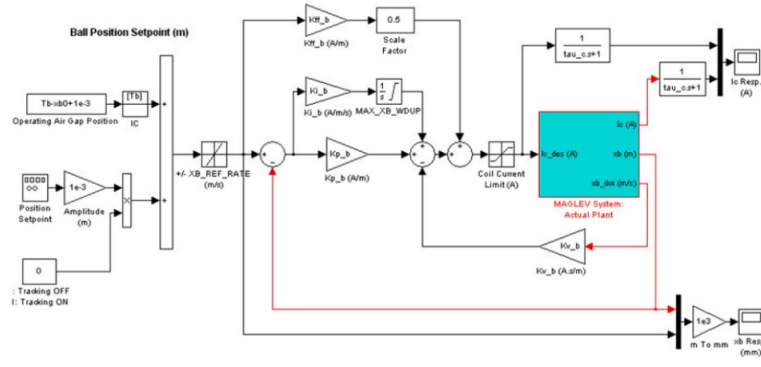 Ball Position Setpoint (m)
Tb-xb0+1e-3
Operating Air Gap Position
[Tb]
IC
Position
Setpoint
1e-3
Amplitude
(m)
0
: Tracking OFF
l: Tracking ON
+
+
×
+/- XB_REF_RATE
(m/s)
Kff_b
Kff_b (A/m)
0.5
Scale
Factor
Ki_b
Ki_b (A/m/s)
1
s
MAX_XB_WDUP
Kp_b
Kp_b (A/m)
Coil Current
Limit (A)
Ic_des (A)
Ic (A)
xb (m)
xb_dot (m/s)
MAGLEV System:
Actual Plant
Kv_b
Kv_b (A.s/m)
1
tau_c.s+1
1
tau_c.s+1
Ic Resp.
(A)
1e3
m To mm
xb Resp
(mm)